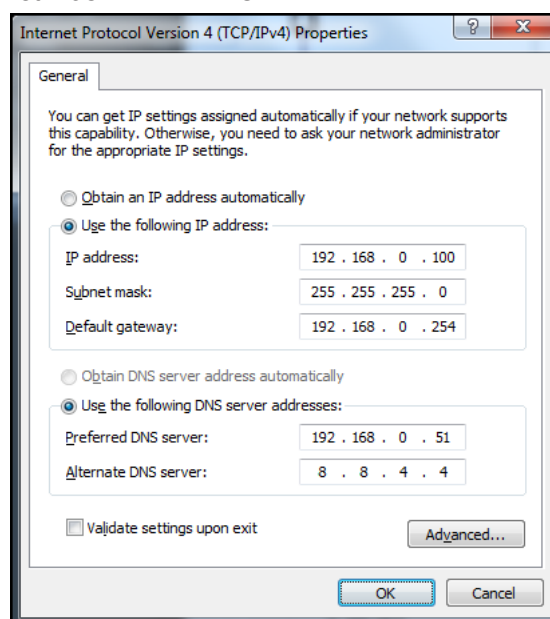 Internet Protocol Version 4 (TCP/IPv4) Properties
?
X
General
You can get IP settings assigned automatically if your network supports
this capability. Otherwise, you need to ask your network administrator
for the appropriate IP settings.
Obtain an IP address automatically
Use the following IP address:
IP address: 192 . 168 . 0 . 100
Subnet mask: 255 . 255 . 255 . 0
Default gateway: 192 . 168 . 0 . 254
Obtain DNS server address automatically
Use the following DNS server addresses:
Preferred DNS server: 192 . 168 . 0 . 51
Alternate DNS server: 8 . 8 . 4 . 4
Validate settings upon exit
Advanced...
OK Cancel